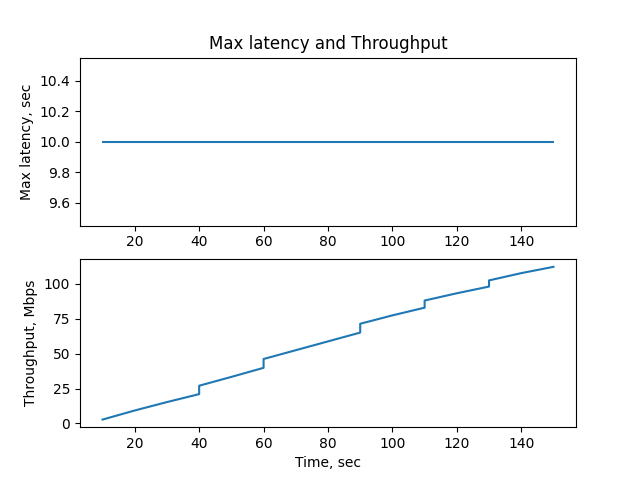 Max latency and Throughput
Max latency, sec
10.4
10.2
10.0
9.8
9.6
20 40 60 80 100 120 140
Throughput, Mbps
100
75
50
25
0
20 40 60 80 100 120 140
Time, sec